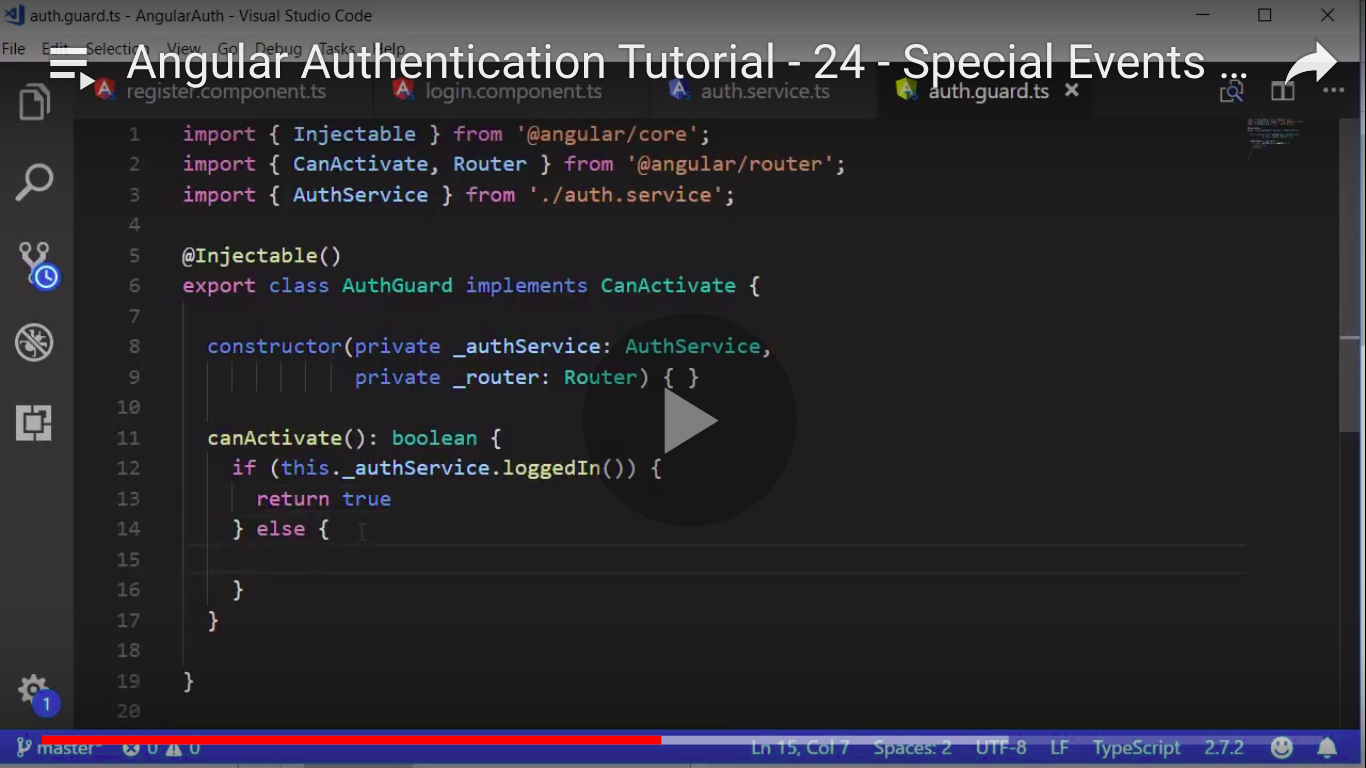 auth.guard.ts - AngularAuth - Visual Studio Code
File Edit Selection View Go Debug Tasks Help
Angular Authentication Tutorial - 24 - Special Events ...
register.component.ts login.component.ts auth.service.ts auth.guard.ts
1 import { Injectable } from '@angular/core';
2 import { CanActivate, Router } from '@angular/router';
3 import { AuthService } from './auth.service';
4
5 @Injectable()
6 export class AuthGuard implements CanActivate {
7
8 constructor(private _authService: AuthService,
9 private _router: Router) { }
10
11 canActivate(): boolean {
12 if (this._authService.loggedIn()) {
13 return true
14 } else {
15
16 }
17 }
18
19 }
20
1
master* 0 0 Ln 15, Col 7 Spaces: 2 UTF-8 LF TypeScript 2.7.2